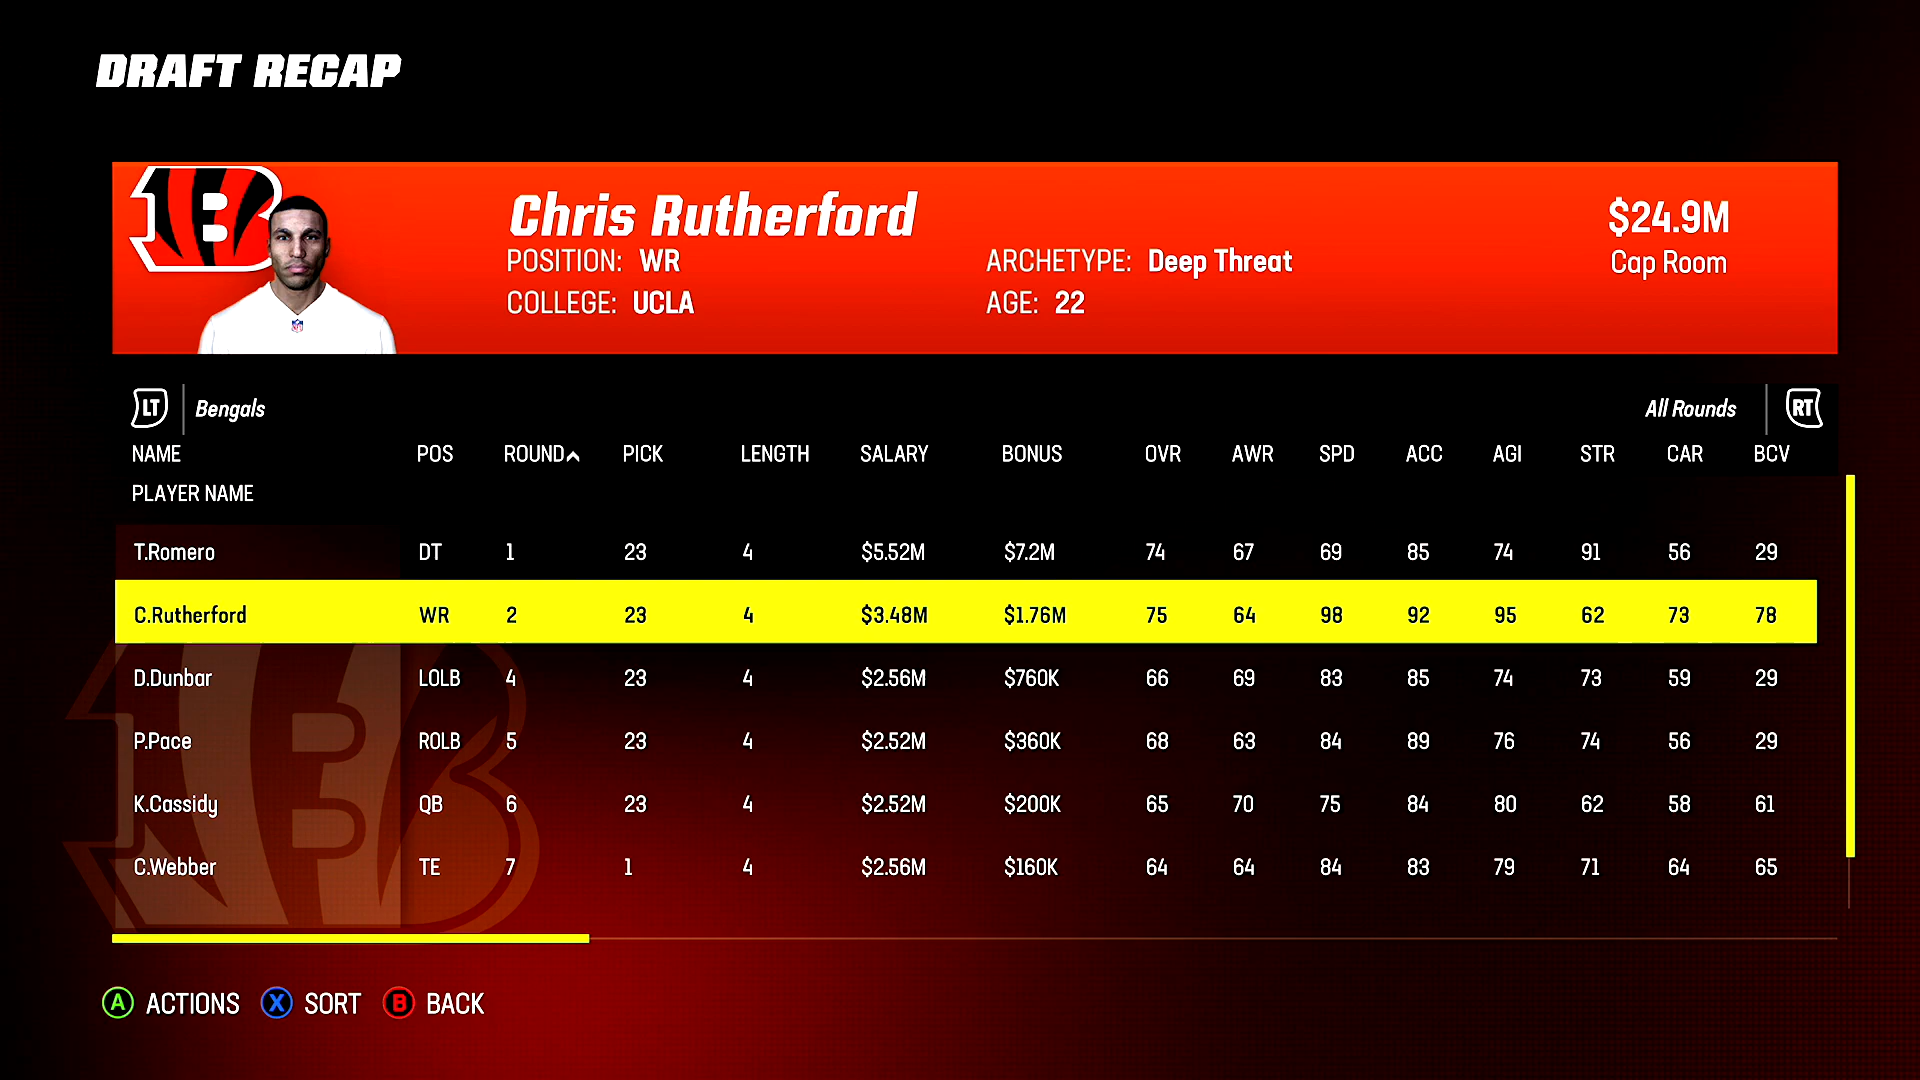 DRAFT RECAP
Chris Rutherford
POSITION: WR
ARCHETYPE: Deep Threat
COLLEGE: UCLA
AGE: 22
$24.9M
Cap Room
LT Bengals
All Rounds RT
NAME POS ROUND PICK LENGTH SALARY BONUS OVR AWR SPD ACC AGI STR CAR BCV
PLAYER NAME
T.Romero DT 1 23 4 $5.52M $7.2M 74 67 69 85 74 91 56 29
C.Rutherford WR 2 23 4 $3.48M $1.76M 75 64 98 92 95 62 73 78
D.Dunbar LOLB 4 23 4 $2.56M $760K 66 69 83 85 74 73 59 29
P.Pace ROLB 5 23 4 $2.52M $360K 68 63 84 89 76 74 56 29
K.Cassidy QB 6 23 4 $2.52M $200K 65 70 75 84 80 62 58 61
C.Webber TE 7 1 4 $2.56M $160K 64 64 84 83 79 71 64 65
A ACTIONS X SORT B BACK